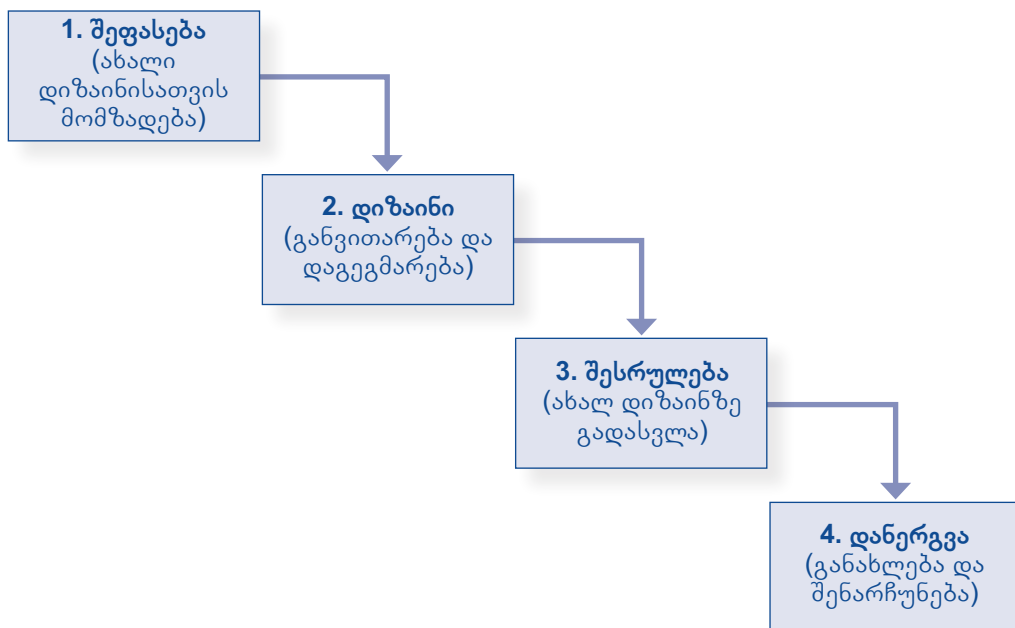 1. შეფასება
(ახალი
დიზაინისათვის
მომზადება)
2. დიზაინი
(განვითარება და
დაგეგმარება)
3. შესრულება
(ახალ დიზაინზე
გადასვლა)
4. დანერგვა
(განახლება და
შენარჩუნება)